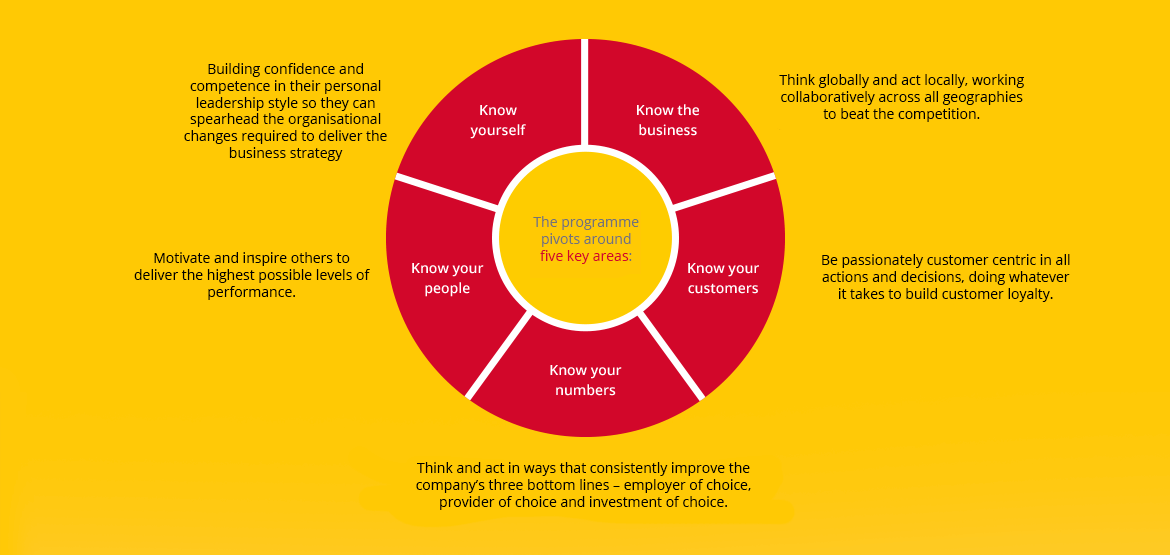 Building confidence and
competence in their personal
leadership style so they can
spearhead the organisational
changes required to deliver the
business strategy
Know
yourself
Know the
business
Think globally and act locally, working
collaboratively across all geographies
to beat the competition.
The programme
pivots around
five key areas:
Motivate and inspire others to
deliver the highest possible levels of
performance.
Know your
people
Know your
customers
Be passionately customer centric in all
actions and decisions, doing whatever
it takes to build customer loyalty.
Know your
numbers
Think and act in ways that consistently improve the
company's three bottom lines – employer of choice,
provider of choice and investment of choice.